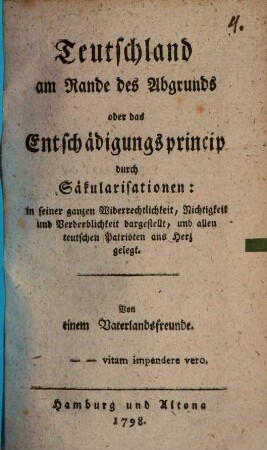 4.
Teutschland
am Rande des Abgrunds
oder das
Entschädigungsprincip
durch
Säkularisationen:
in seiner ganzen Widerrechtlichkeit, Nichtigkeit
und Verderblichkeit dargestellt, und allen
teutschen Patrioten ans Herz
gelegt.
Von
einem Vaterlandsfreunde.
— — vitam impendere vero.
Hamburg und Altona
1798.